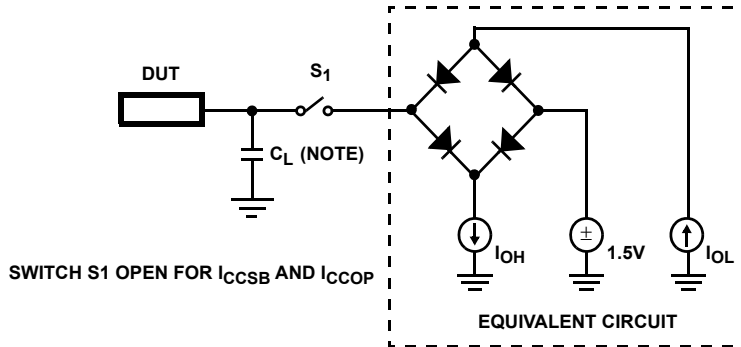 DUT
S1
CL (NOTE)
±
IOH
1.5V
IOL
SWITCH S1 OPEN FOR ICCSB AND ICCOP
EQUIVALENT CIRCUIT